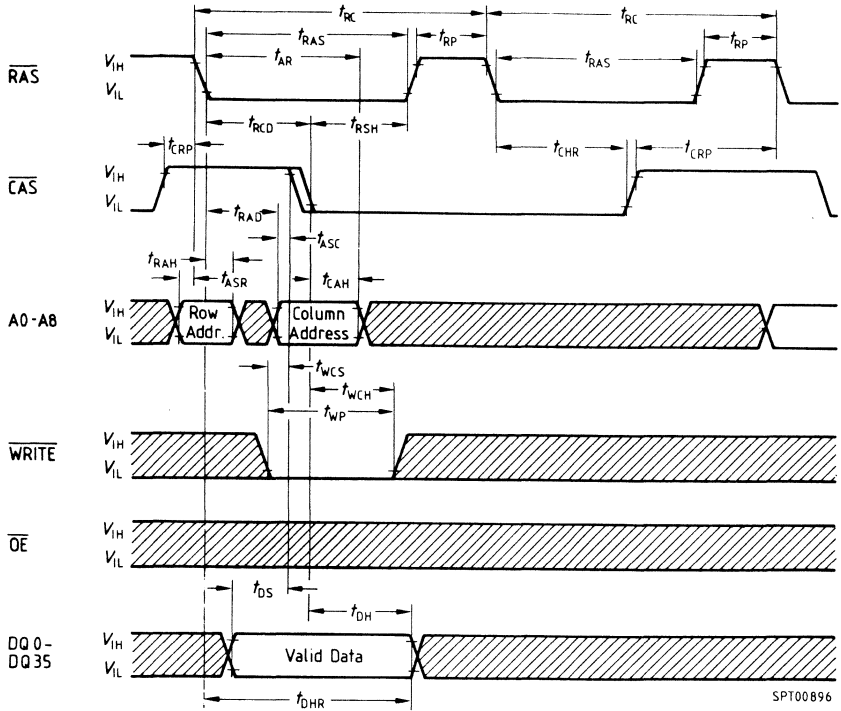 tRC tRC
tRAS tRP tRP
tAR tRAS
RAS VIH
VIL
tRCD tRSH
tCRP tCHR tCRP
CAS VIH
VIL
tRAD
tASC
tRAH
tASR tCAH
A0-A8 VIH Row Column
VIL Addr. Address
tWCS
tWCH
tWP
WRITE VIH
VIL
OE VIH
VIL
tDS
tDH
DQ0- VIH
DQ35 VIL Valid Data
tDHR
SPT00896